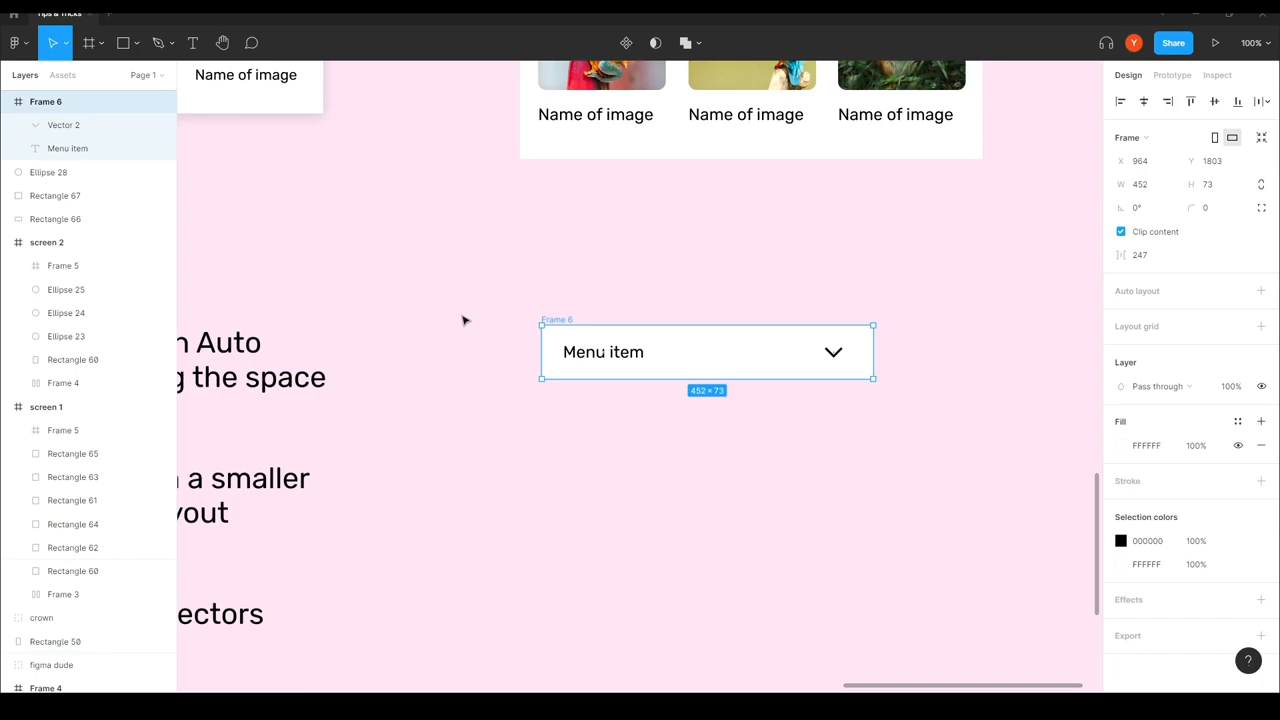 Tips & Tricks
Share
100%
Layers
Assets
Page 1
Design
Prototype
Inspect
Frame 6
Vector 2
Menu item
Ellipse 28
Rectangle 67
Rectangle 66
screen 2
Frame 5
Ellipse 25
Ellipse 24
Ellipse 23
Rectangle 60
Frame 4
screen 1
Frame 5
Rectangle 65
Rectangle 63
Rectangle 61
Rectangle 64
Rectangle 62
Rectangle 60
Frame 3
crown
Rectangle 50
figma dude
Frame 4
Name of image
Name of image
Name of image
Name of image
n Auto
g the space
a smaller
yout
ectors
Frame 6
Menu item
452 × 73
Frame
X 964
Y 1803
W 452
H 73
0°
0
Clip content
247
Auto layout
Layout grid
Layer
Pass through
100%
Fill
FFFFFF
100%
Stroke
Selection colors
000000
100%
FFFFFF
100%
Effects
Export
Y
?